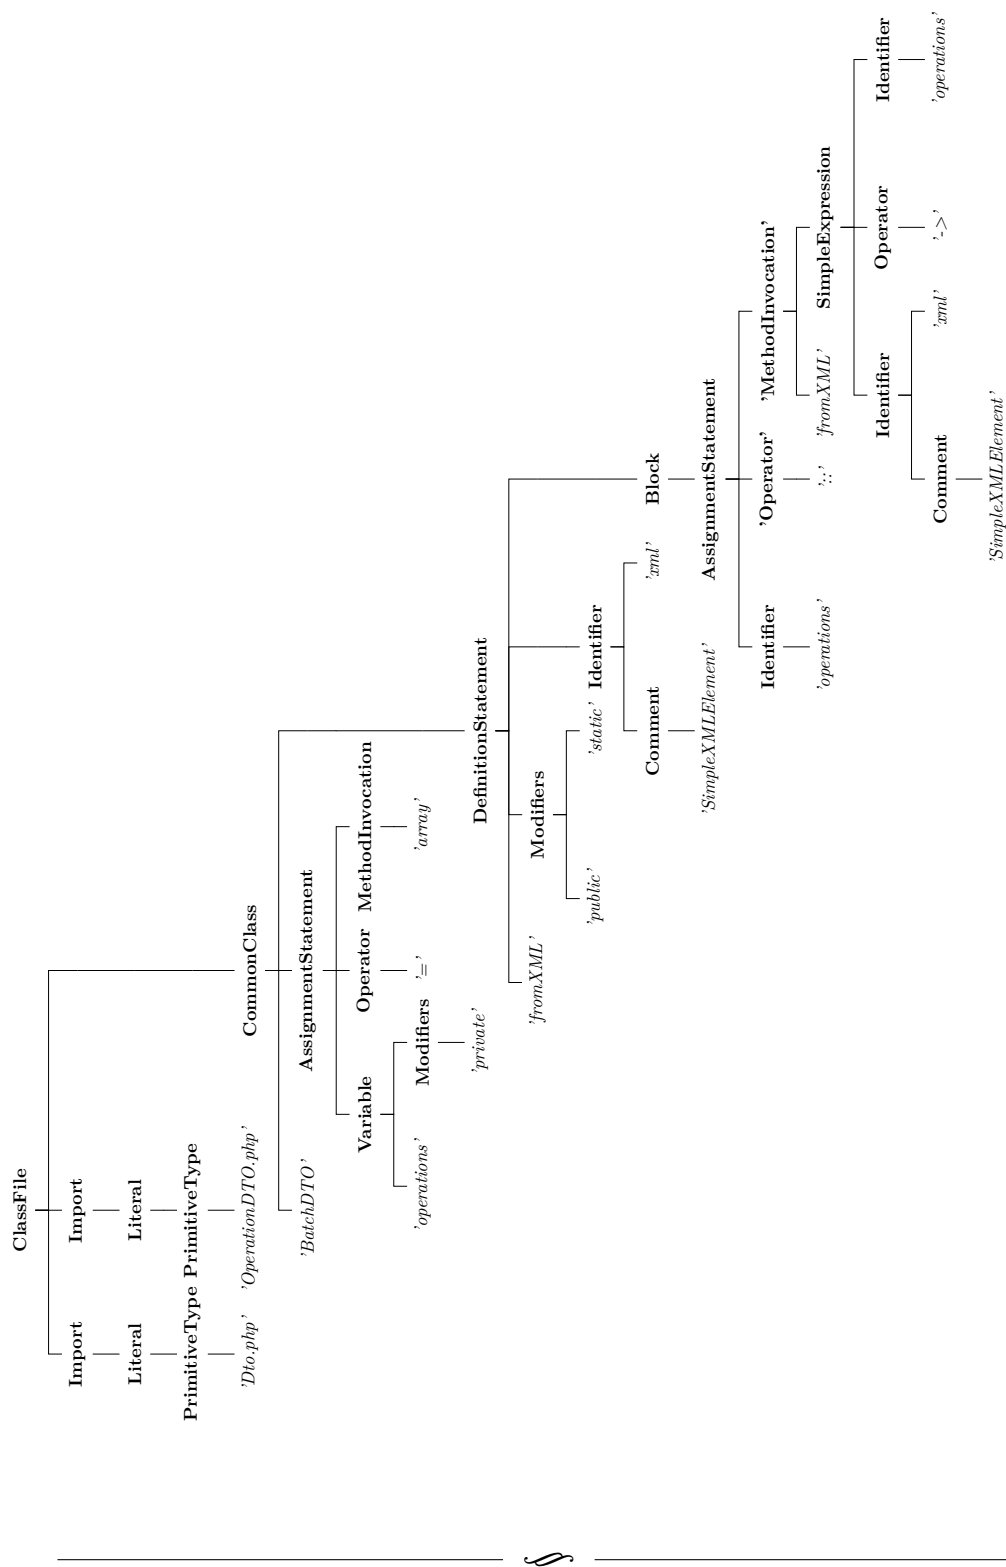 ClassFile
Import Import CommonClass
Literal Literal
PrimitiveType PrimitiveType
'Dto.php' 'OperationDTO.php'
'BatchDTO' AssignmentStatement DefinitionStatement
Variable Operator MethodInvocation
'operations' Modifiers '=' 'array'
'private'
'fromXML' Modifiers Identifier Block
'public' 'static'
Comment 'xml'
'SimpleXMLElement'
AssignmentStatement
Identifier 'Operator' 'MethodInvocation'
'operations' '::' 'fromXML' SimpleExpression
Identifier Operator Identifier
Comment 'xml' '->' 'operations'
'SimpleXMLElement'
§